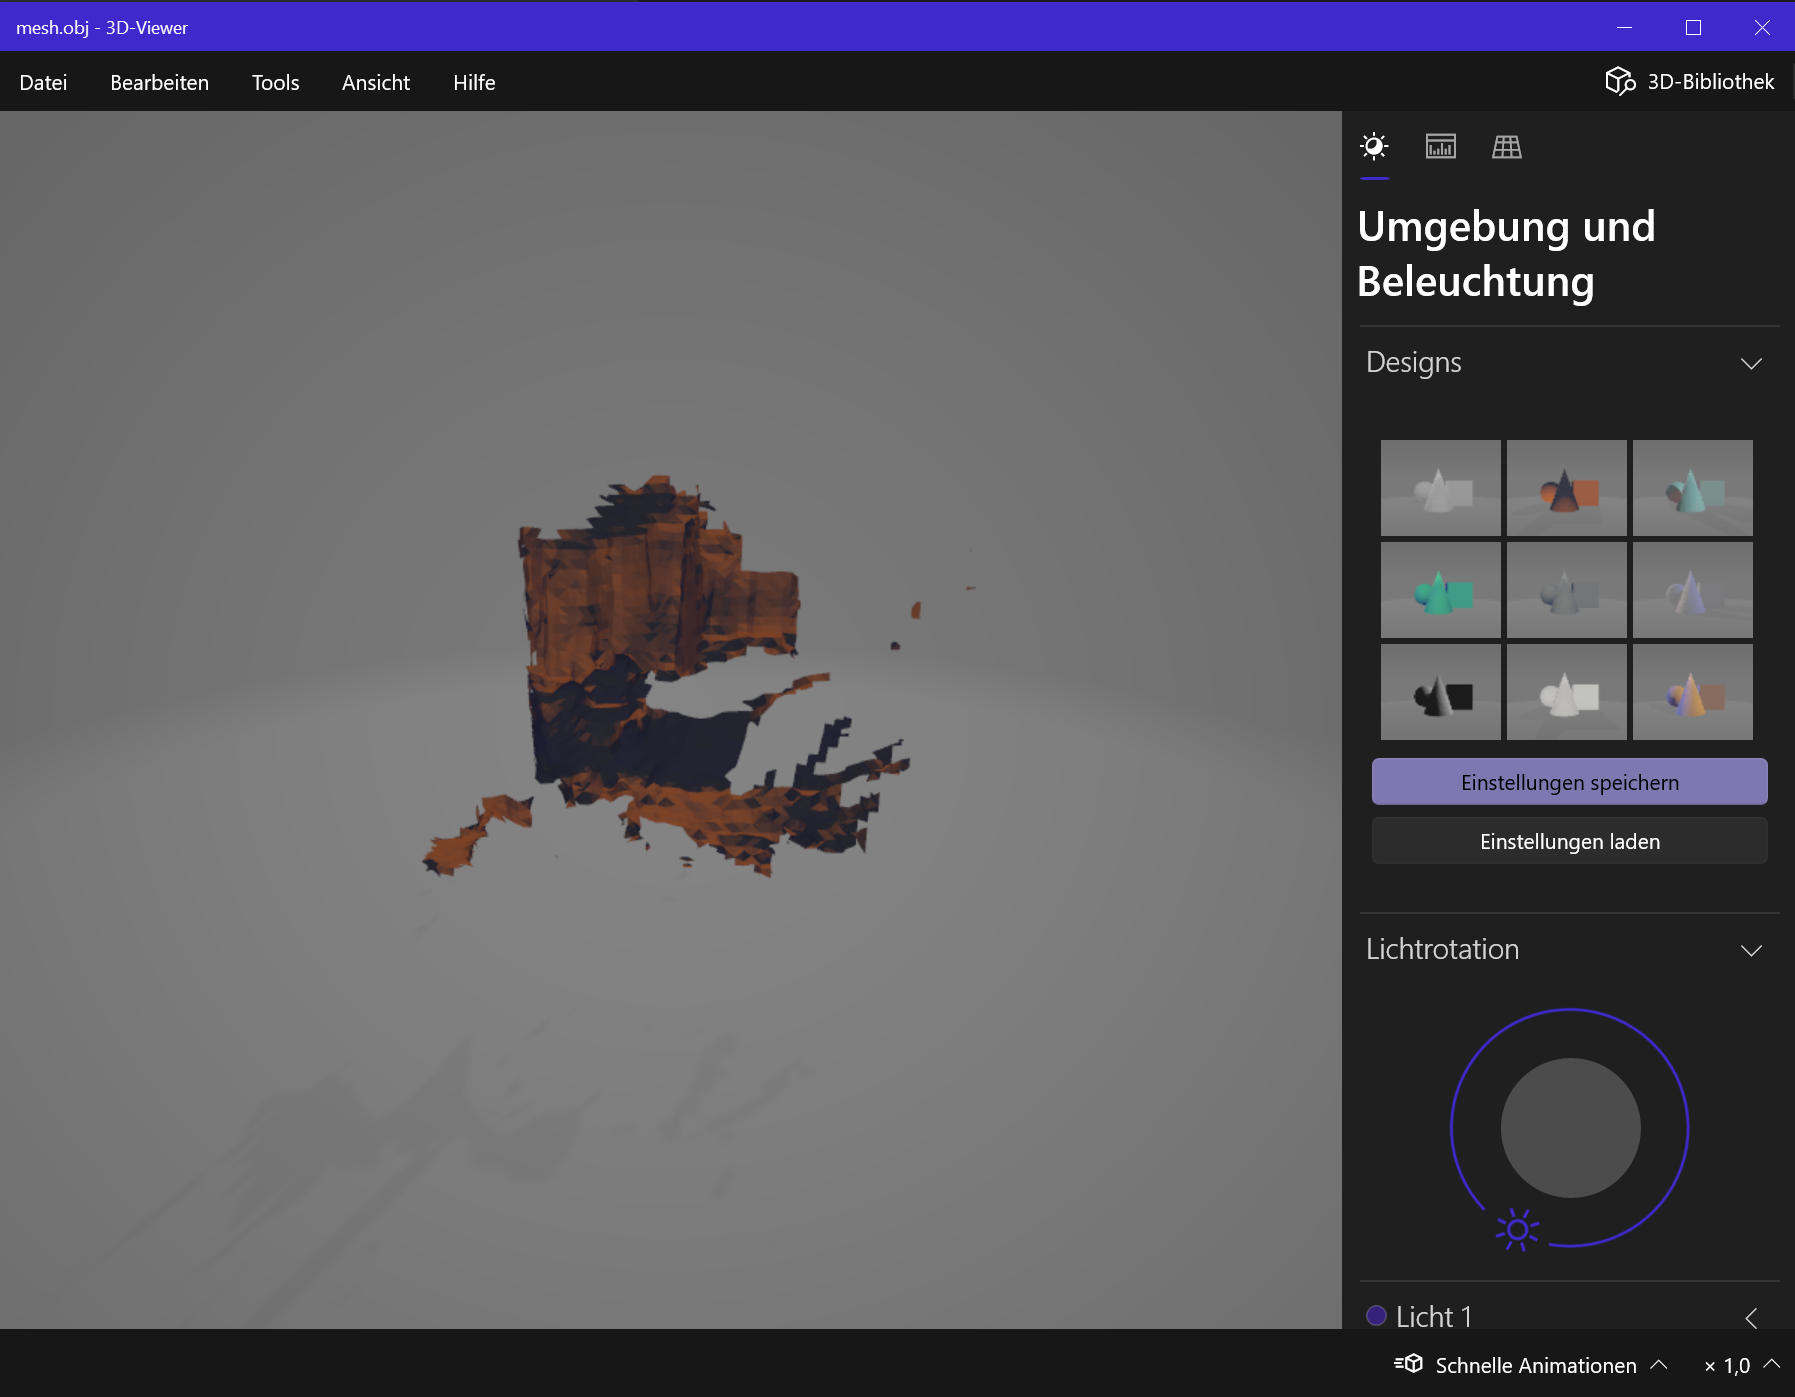 mesh.obj - 3D-Viewer
Datei Bearbeiten Tools Ansicht Hilfe 3D-Bibliothek
Umgebung und
Beleuchtung
Designs
Einstellungen speichern
Einstellungen laden
Lichtrotation
Licht 1
Schnelle Animationen × 1,0